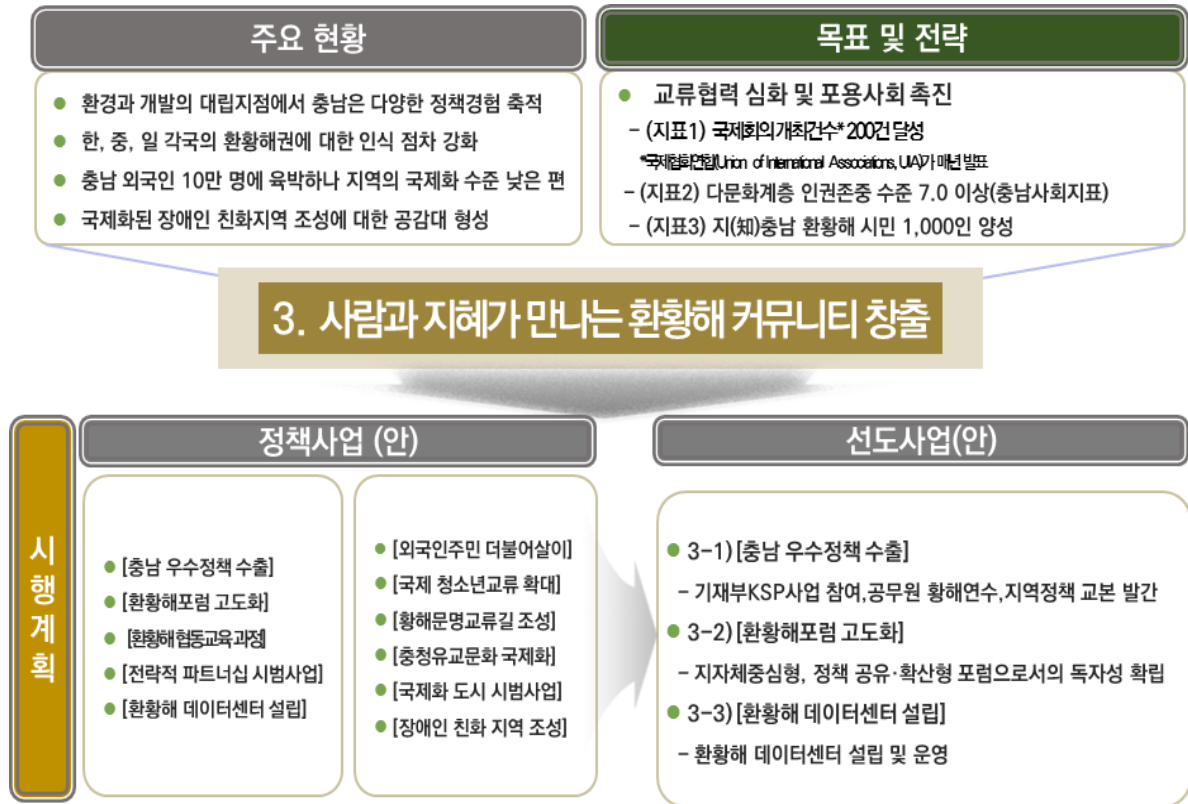 주요 현황
환경과 개발의 대립지점에서 충남은 다양한 정책경험 축적
한, 중, 일 각국의 환황해권에 대한 인식 점차 강화
충남 외국인 10만 명에 육박하나 지역의 국제화 수준 낮은 편
국제화된 장애인 친화지역 조성에 대한 공감대 형성
목표 및 전략
교류협력 심화 및 포용사회 촉진
- (지표1) 국제회의 개최건수* 200건 달성
*국제협회연합(Union of International Associations, UIA)가 매년 발표
- (지표2) 다문화계층 인권존중 수준 7.0 이상(충남사회지표)
- (지표3) 지(知)충남 환황해 시민 1,000인 양성
3. 사람과 지혜가 만나는 환황해 커뮤니티 창출
시행계획
정책사업 (안)
[충남 우수정책 수출]
[환황해포럼 고도화]
[환황해 협동교육 과정]
[전략적 파트너십 시범사업]
[환황해 데이터센터 설립]
[외국인주민 더불어살이]
[국제 청소년교류 확대]
[황해문명교류길 조성]
[충청유교문화 국제화]
[국제화 도시 시범사업]
[장애인 친화 지역 조성]
선도사업(안)
3-1) [충남 우수정책 수출]
- 기재부KSP사업 참여,공무원 황해연수,지역정책 교본 발간
3-2) [환황해포럼 고도화]
- 지자체중심형, 정책 공유·확산형 포럼으로서의 독자성 확립
3-3) [환황해 데이터센터 설립]
- 환황해 데이터센터 설립 및 운영